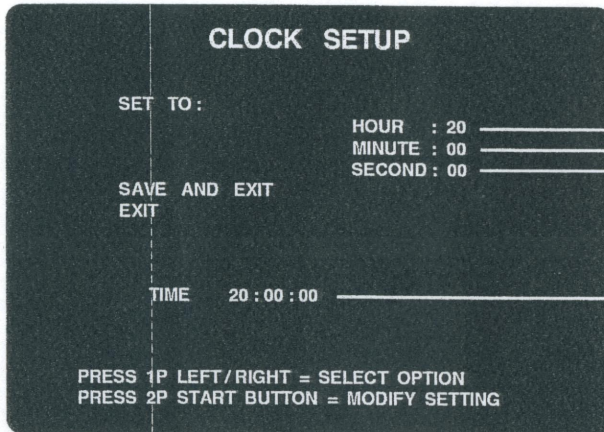 CLOCK SETUP
SET TO:
HOUR : 20
MINUTE : 00
SECOND : 00
SAVE AND EXIT
EXIT
TIME 20:00:00
PRESS 1P LEFT/RIGHT = SELECT OPTION
PRESS 2P START BUTTON = MODIFY SETTING